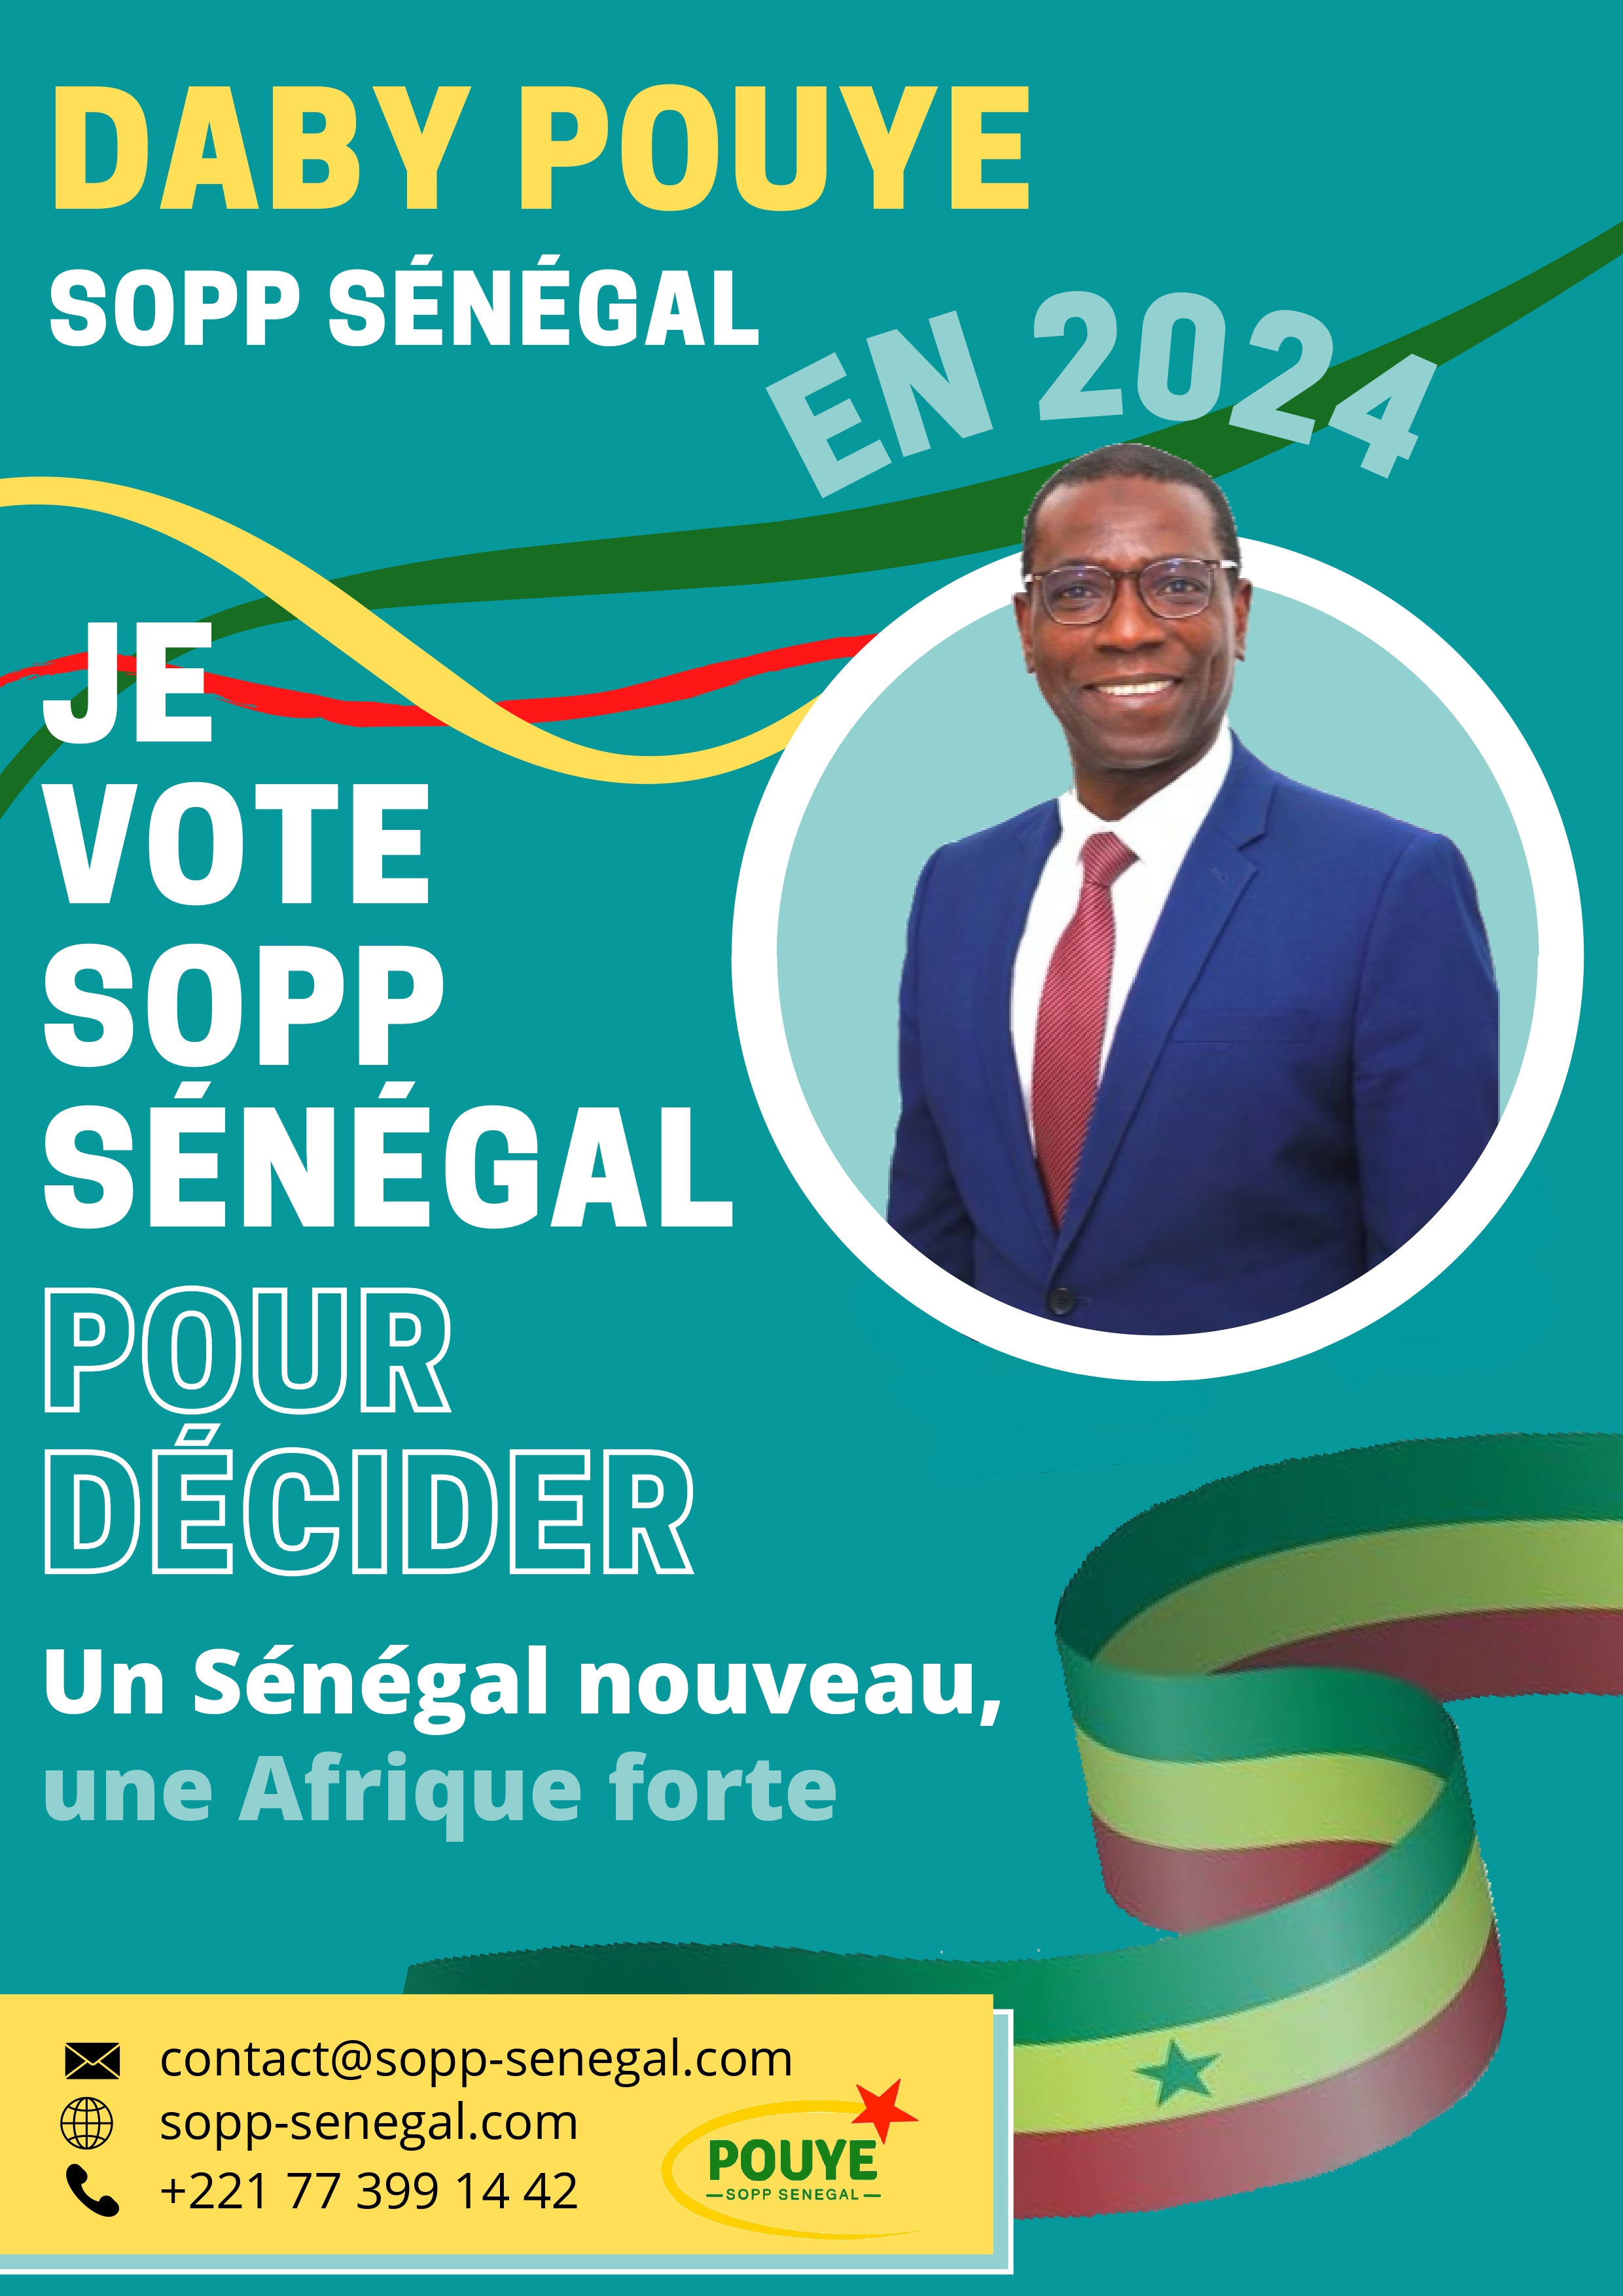 DABY POUYE
SOPP SÉNÉGAL
EN 2024
JE
VOTE
SOPP
SÉNÉGAL
POUR
DÉCIDER
Un Sénégal nouveau,
une Afrique forte
contact@sopp-senegal.com
sopp-senegal.com
+221 77 399 14 42
POUYE
SOPP SENEGAL